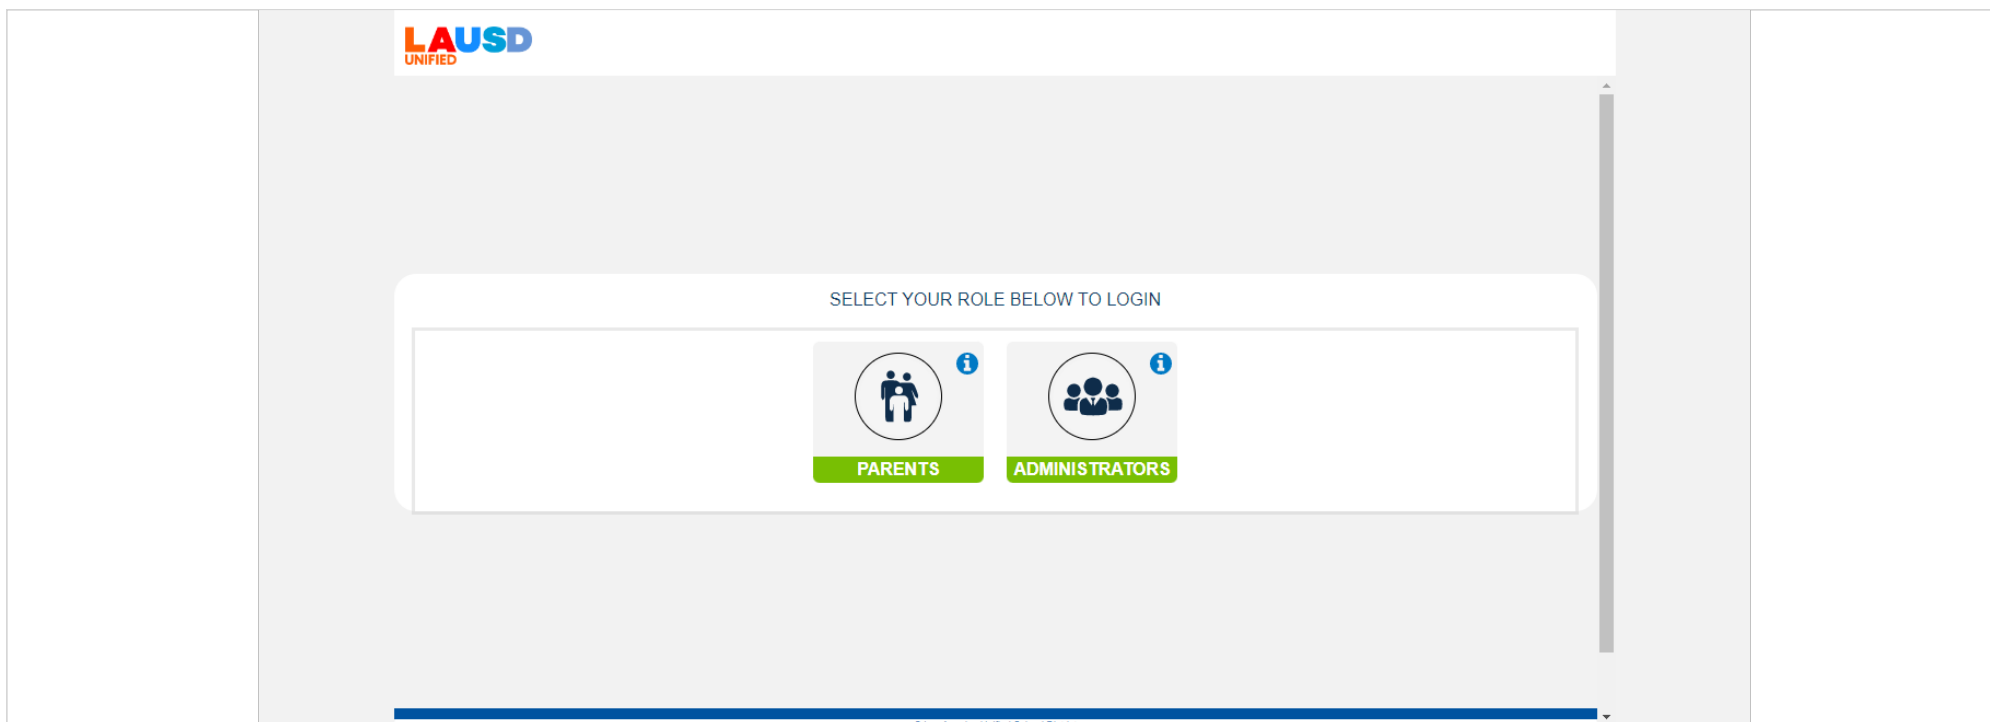 LAUSD
UNIFIED
SELECT YOUR ROLE BELOW TO LOGIN
PARENTS
ADMINISTRATORS